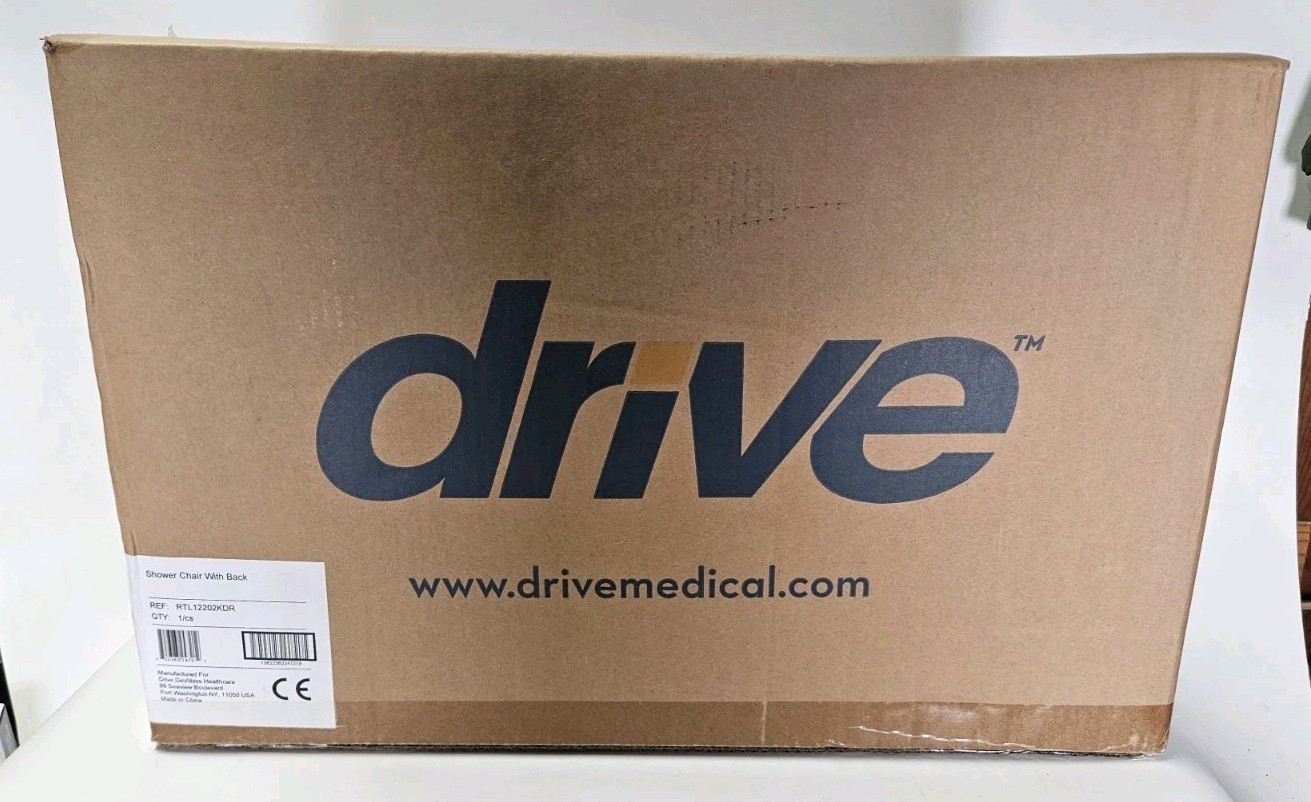 drive™
www.drivemedical.com
Shower Chair With Back
REF: RTL12202KDR
QTY: 1/cs
Manufactured For
Drive DeVilbiss Healthcare
99 Seaview Boulevard
Port Washington NY, 11050 USA
Made in China
CE